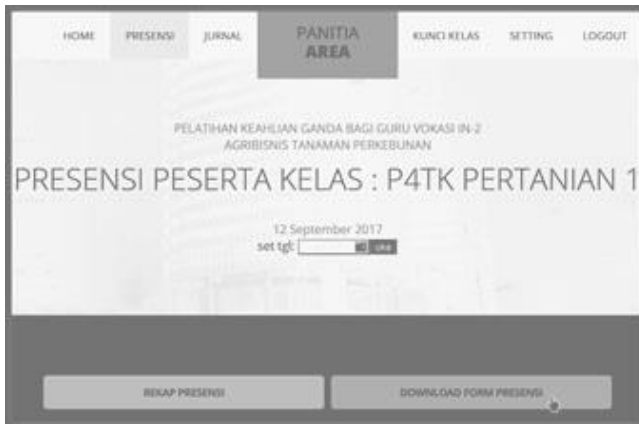 HOME PRESENSI JURNAL PANITIA AREA KUNCI KELAS SETTING LOGOUT
PELATIHAN KEAHLIAN GANDA BAGI GURU VOKASI IN-2
AGRIBISNIS TANAMAN PERKEBUNAN
PRESENSI PESERTA KELAS : P4TK PERTANIAN 1
12 September 2017
set tgl: oke
REKAP PRESENSI DOWNLOAD FORM PRESENSI